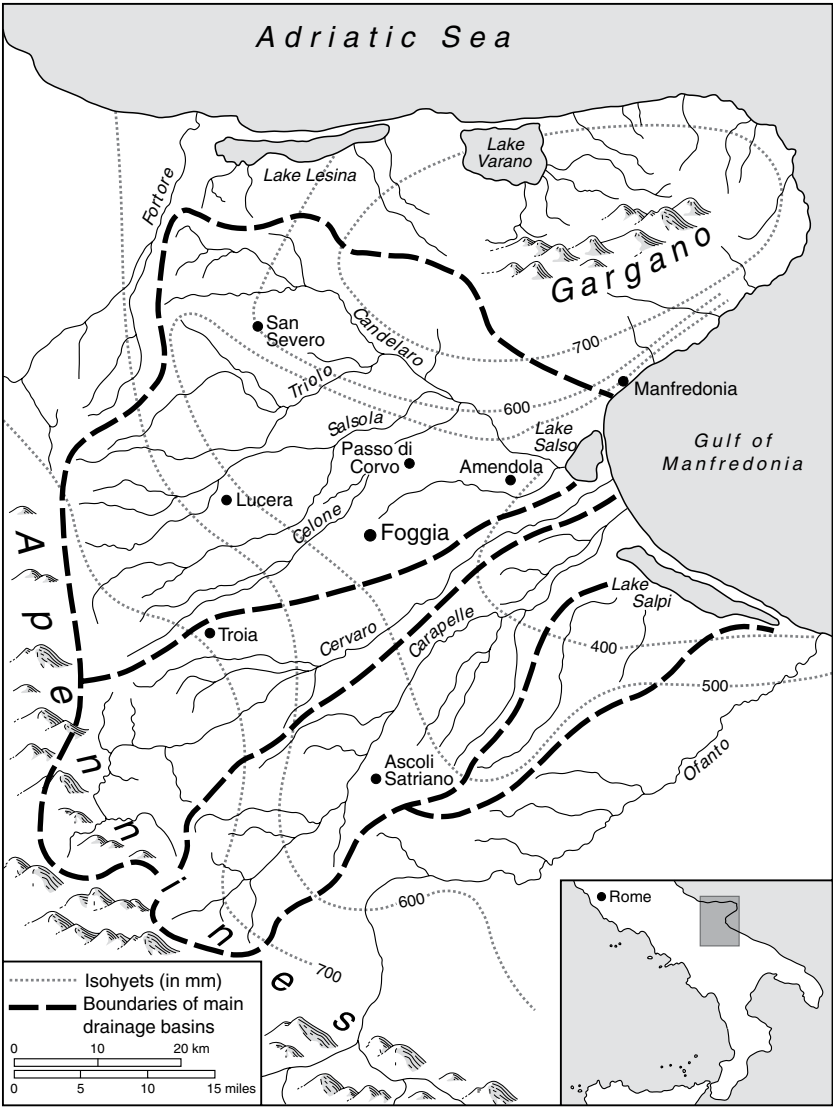 Adriatic Sea
Lake
Varano
Lake Lesina
Fortore
Gargano
San
Severo
Candelaro
700
Triolo
600
Manfredonia
Salsola
Lake
Salso
Gulf of
Manfredonia
Passo di
Corvo
Amendola
Lucera
Celone
Foggia
Apennines
Lake
Salpi
Troia
Cervaro
Carapelle
400
500
Ofanto
Ascoli
Satriano
600
700
Rome
Isohyets (in mm)
Boundaries of main
drainage basins
0 10 20 km
0 5 10 15 miles